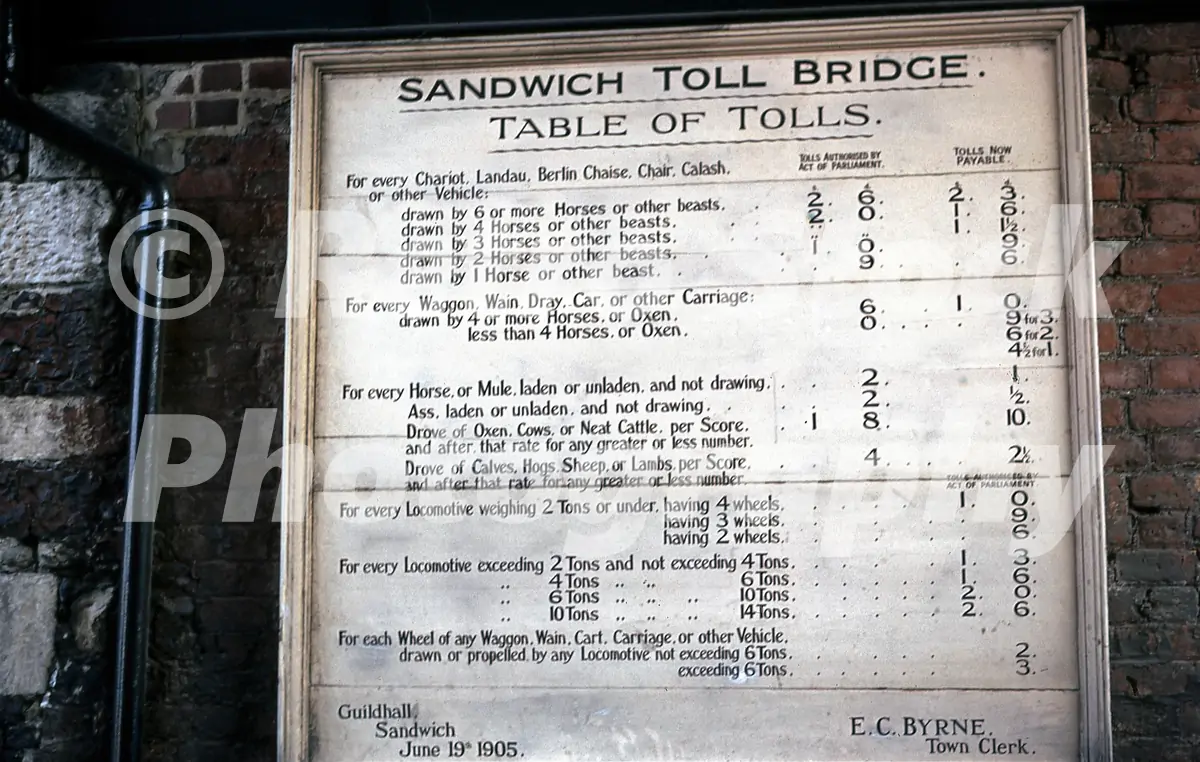 SANDWICH TOLL BRIDGE.
TABLE OF TOLLS.
TOLLS AUTHORISED BY ACT OF PARLIAMENT.
TOLLS NOW PAYABLE.
For every Chariot, Landau, Berlin Chaise, Chair, Calash,
or other Vehicle:
drawn by 6 or more Horses or other beasts. 2. 6. 2. 3.
drawn by 4 Horses or other beasts. 2. 0. 1. 6.
drawn by 3 Horses or other beasts. 1. 1½.
drawn by 2 Horses or other beasts. 1. 0. 9.
drawn by 1 Horse or other beast. 9. 6.
For every Waggon, Wain, Dray, Car, or other Carriage:
drawn by 4 or more Horses, or Oxen. 6. 1. 0.
less than 4 Horses, or Oxen. 0. 9 for 3.
6 for 2.
4½ for 1.
For every Horse, or Mule, laden or unladen, and not drawing. 2. 1.
Ass, laden or unladen, and not drawing. 2. ½.
Drove of Oxen, Cows, or Neat Cattle, per Score, 1 8. 10.
and after that rate for any greater or less number.
Drove of Calves, Hogs, Sheep, or Lambs, per Score, 4. 2½.
and after that rate for any greater or less number.
TOLLS AUTHORISED BY ACT OF PARLIAMENT.
For every Locomotive weighing 2 Tons or under, having 4 wheels. 1. 0.
having 3 wheels. 9.
having 2 wheels. 6.
For every Locomotive exceeding 2 Tons and not exceeding 4 Tons. 1. 3.
,, 4 Tons ,, ,, 6 Tons. 1. 6.
,, 6 Tons ,, ,, ,, 10 Tons. 2. 0.
,, 10 Tons ,, ,, ,, 14 Tons. 2. 6.
For each Wheel of any Waggon, Wain, Cart, Carriage, or other Vehicle,
drawn or propelled by any Locomotive not exceeding 6 Tons. 2.
exceeding 6 Tons. 3.
Guildhall,
Sandwich
June 19th 1905.
E.C. BYRNE,
Town Clerk.
Photography